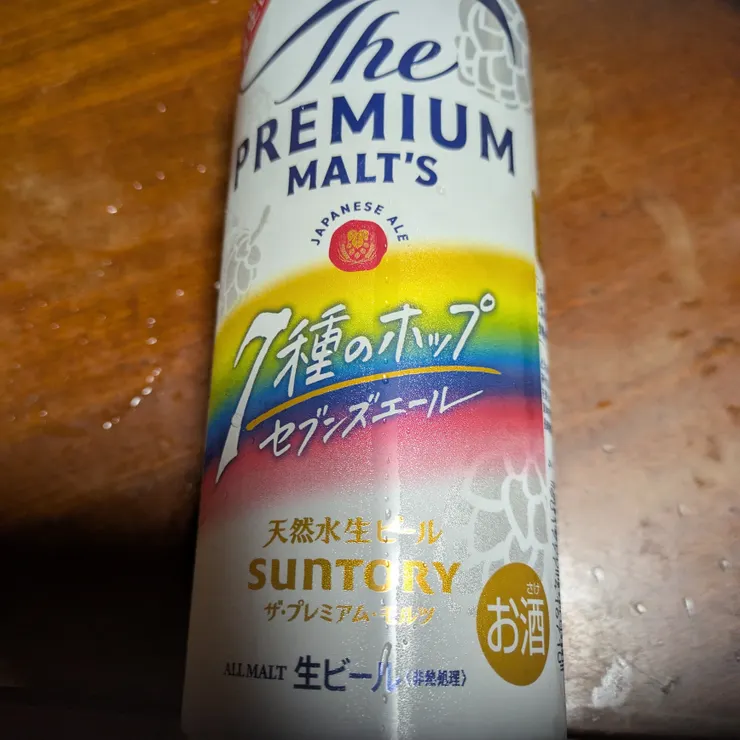 The
PREMIUM
MALT'S
JAPANESE ALE
7種のホップ
セブンズエール
天然水生ビール
SUNTORY
ザ・プレミアム・モルツ
さけ
お酒
ALL MALT 生ビール〈非熱処理〉